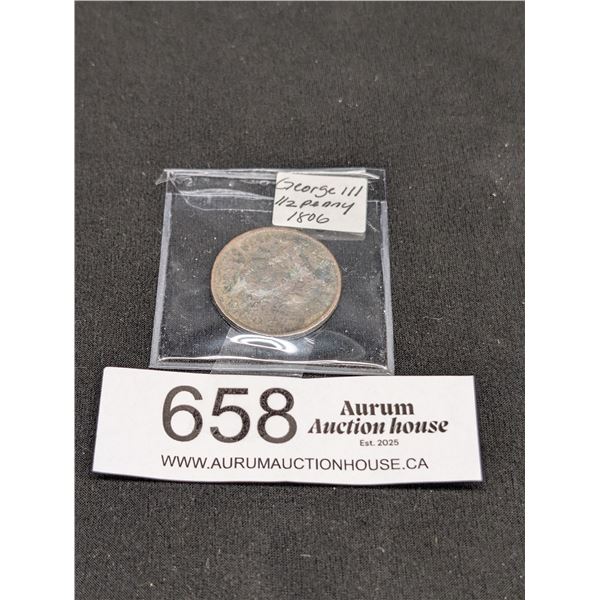 George III
1/2 penny
1806
658
Aurum
Auction house
Est. 2025
WWW.AURUMAUCTIONHOUSE.CA